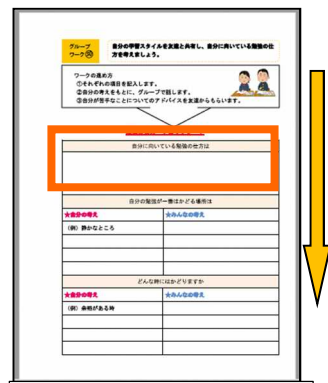 グループ
ワーク
自分の学習スタイルを友達と共有し、自分に向いている勉強の仕
方を考えましょう。
ワークの進め方
①それぞれの項目を記入します。
②自分の考えをもとに、グループで話します。
③自分が苦手なことについてのアドバイスを友達からもらいます。
自分に向いている勉強の仕方は
自分の勉強が一番はかどる場所は
★自分の考え
★みんなの考え
(例) 静かなところ
どんな時にはかどりますか
★自分の考え
★みんなの考え
(例) 余裕がある時